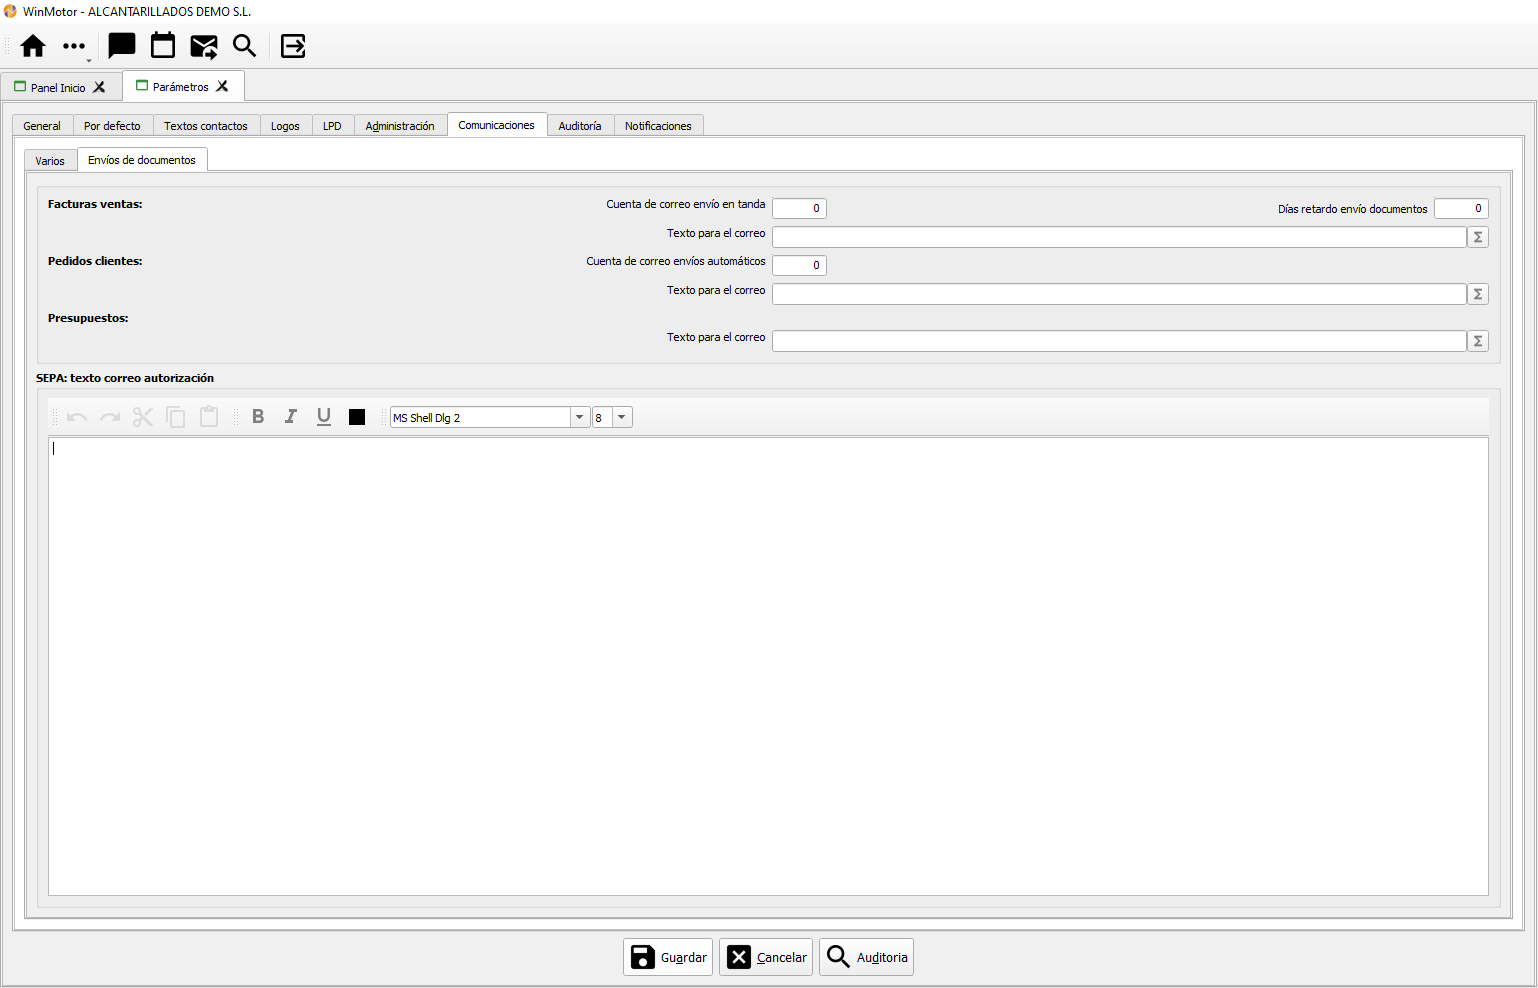 WinMotor - ALCANTARILLADOS DEMO S.L.
Panel Inicio
Parámetros
General
Por defecto
Textos contactos
Logos
LPD
Administración
Comunicaciones
Auditoría
Notificaciones
Varios
Envíos de documentos
Facturas ventas:
Cuenta de correo envío en tanda
0
Días retardo envío documentos
0
Texto para el correo
Σ
Pedidos clientes:
Cuenta de correo envíos automáticos
0
Texto para el correo
Σ
Presupuestos:
Texto para el correo
Σ
SEPA: texto correo autorización
B I U
MS Shell Dlg 2
8
Guardar
Cancelar
Auditoria